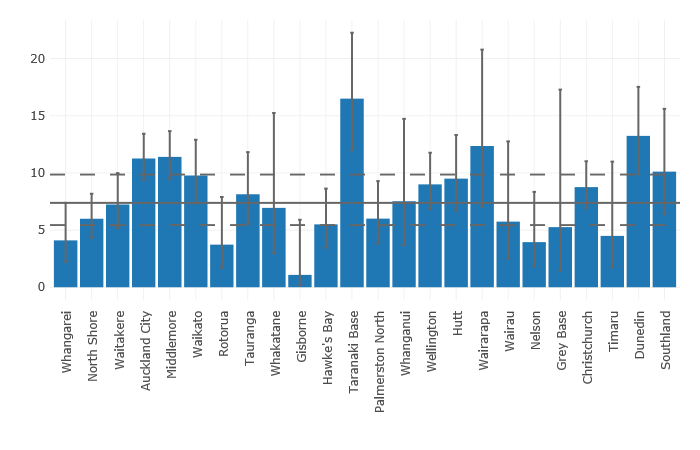 20
15
10
5
0
Whangarei
North Shore
Waitakere
Auckland City
Middlemore
Waikato
Rotorua
Tauranga
Whakatane
Gisborne
Hawke's Bay
Taranaki Base
Palmerston North
Whanganui
Wellington
Hutt
Wairarapa
Wairau
Nelson
Grey Base
Christchurch
Timaru
Dunedin
Southland